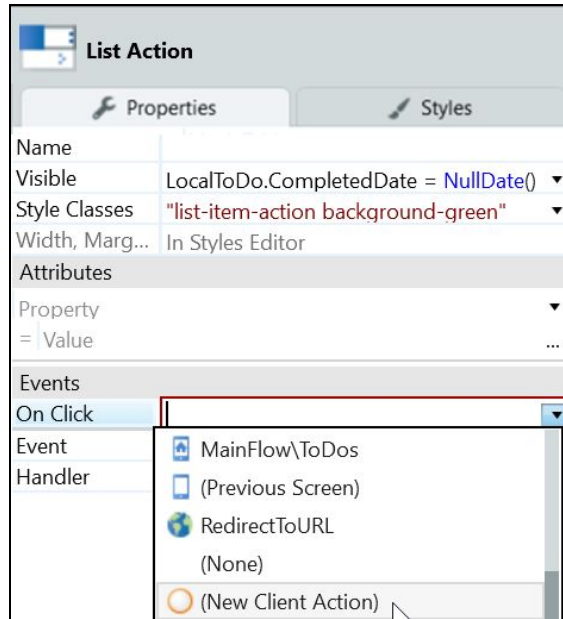 List Action
Properties Styles
Name
Visible LocalToDo.CompletedDate = NullDate()
Style Classes "list-item-action background-green"
Width, Marg... In Styles Editor
Attributes
Property
= Value ...
Events
On Click
Event MainFlow\ToDos
Handler (Previous Screen)
RedirectToURL
(None)
(New Client Action)